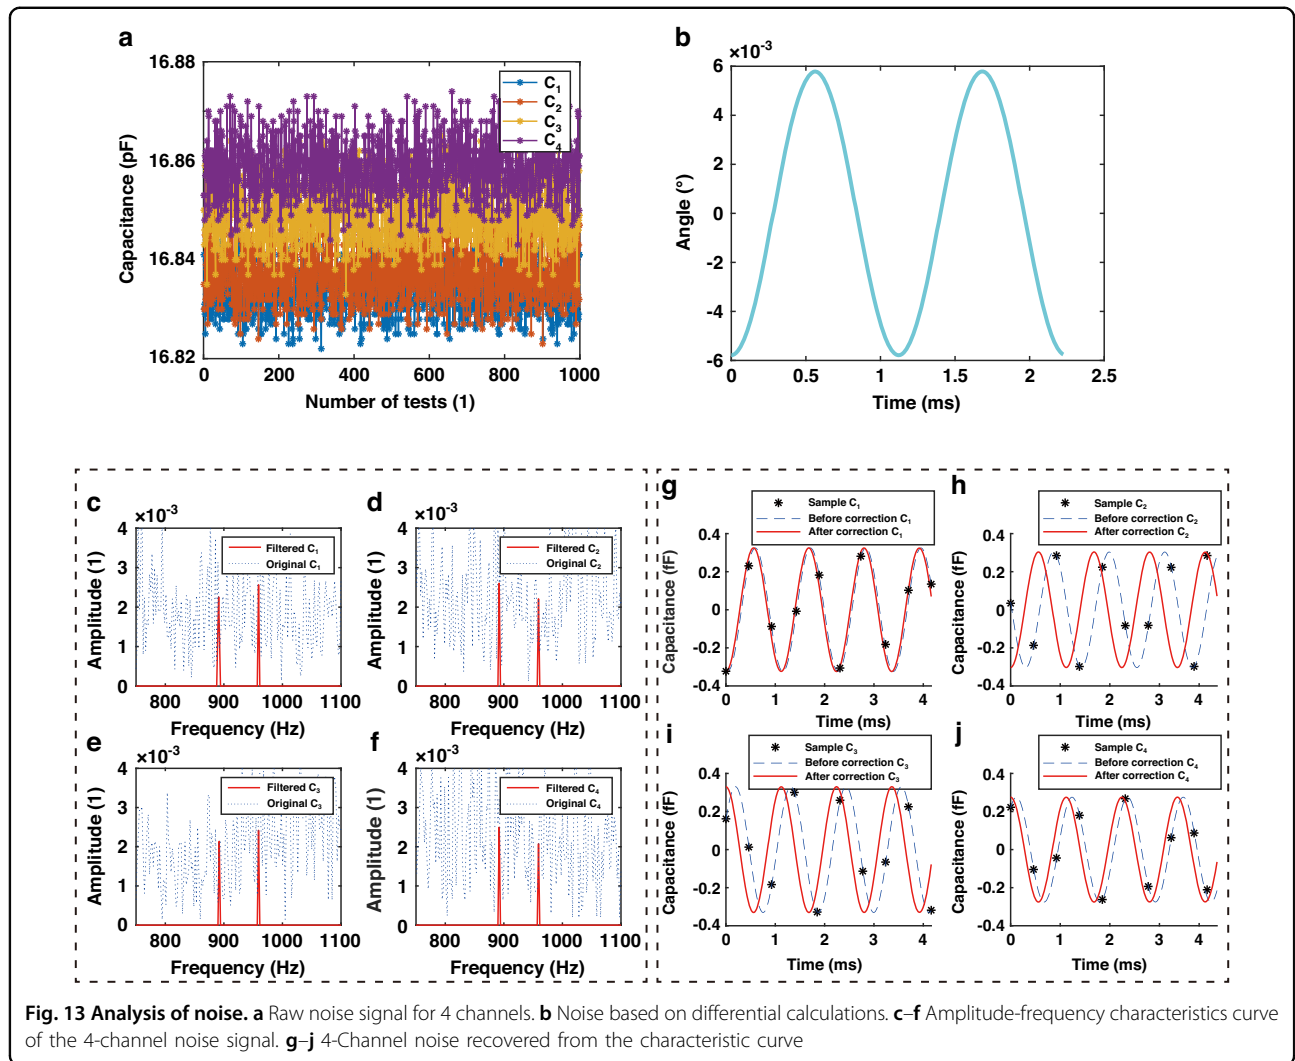 a
16.88
16.86
16.84
16.82
Capacitance (pF)
0 200 400 600 800 1000
Number of tests (1)
C1
C2
C3
C4
b
×10-3
6
4
2
0
-2
-4
-6
Angle (°)
0 0.5 1 1.5 2 2.5
Time (ms)
c
×10-3
4
3
2
1
0
Amplitude (1)
Filtered C1
Original C1
800 900 1000 1100
Frequency (Hz)
d
×10-3
4
3
2
1
0
Amplitude (1)
Filtered C2
Original C2
800 900 1000 1100
Frequency (Hz)
e
×10-3
4
3
2
1
0
Amplitude (1)
Filtered C3
Original C3
800 900 1000 1100
Frequency (Hz)
f
×10-3
4
3
2
1
0
Amplitude (1)
Filtered C4
Original C4
800 900 1000 1100
Frequency (Hz)
g
Sample C1
Before correction C1
After correction C1
0.4
0.2
0
-0.2
-0.4
Capacitance (fF)
0 1 2 3 4
Time (ms)
h
Sample C2
Before correction C2
After correction C2
0.4
0.2
0
-0.2
-0.4
Capacitance (fF)
0 1 2 3 4
Time (ms)
i
Sample C3
Before correction C3
After correction C3
0.4
0.2
0
-0.2
-0.4
Capacitance (fF)
0 1 2 3 4
Time (ms)
j
Sample C4
Before correction C4
After correction C4
0.4
0.2
0
-0.2
-0.4
Capacitance (fF)
0 1 2 3 4
Time (ms)
Fig. 13 Analysis of noise. a Raw noise signal for 4 channels. b Noise based on differential calculations. c–f Amplitude-frequency characteristics curve
of the 4-channel noise signal. g–j 4-Channel noise recovered from the characteristic curve